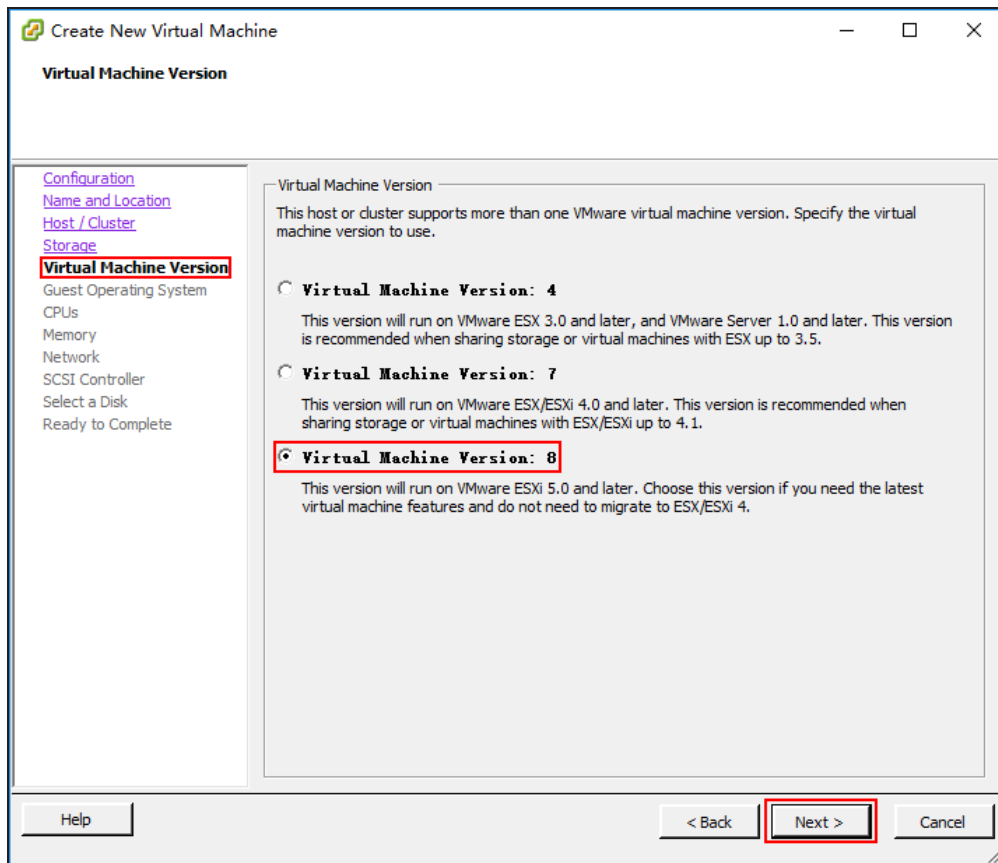 Create New Virtual Machine
Virtual Machine Version
Configuration
Name and Location
Host / Cluster
Storage
Virtual Machine Version
Guest Operating System
CPUs
Memory
Network
SCSI Controller
Select a Disk
Ready to Complete
Virtual Machine Version
This host or cluster supports more than one VMware virtual machine version. Specify the virtual
machine version to use.
Virtual Machine Version: 4
This version will run on VMware ESX 3.0 and later, and VMware Server 1.0 and later. This version
is recommended when sharing storage or virtual machines with ESX up to 3.5.
Virtual Machine Version: 7
This version will run on VMware ESX/ESXi 4.0 and later. This version is recommended when
sharing storage or virtual machines with ESX/ESXi up to 4.1.
Virtual Machine Version: 8
This version will run on VMware ESXi 5.0 and later. Choose this version if you need the latest
virtual machine features and do not need to migrate to ESX/ESXi 4.
Help
< Back
Next >
Cancel